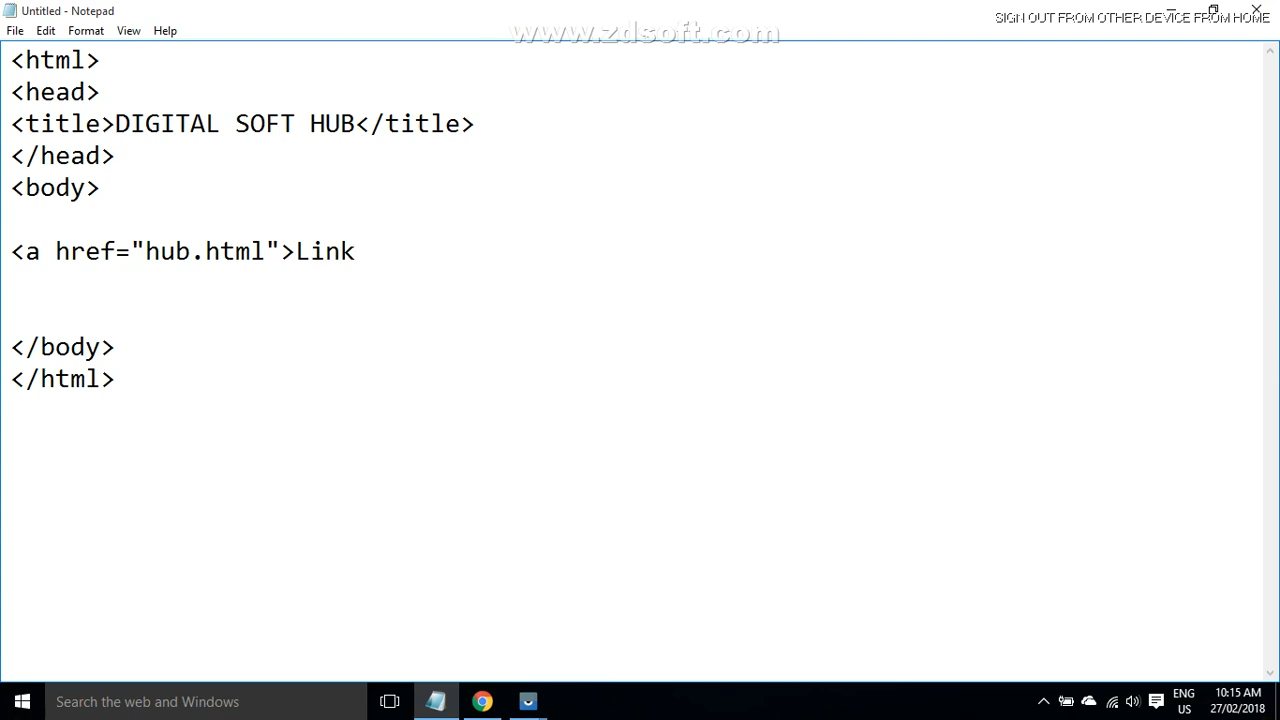 Untitled - Notepad
SIGN OUT FROM OTHER DEVICE FROM HOME
File Edit Format View Help
www.zdsoft.com
<html>
<head>
<title>DIGITAL SOFT HUB</title>
</head>
<body>
<a href="hub.html">Link
</body>
</html>
Search the web and Windows
ENG
US
10:15 AM
27/02/2018